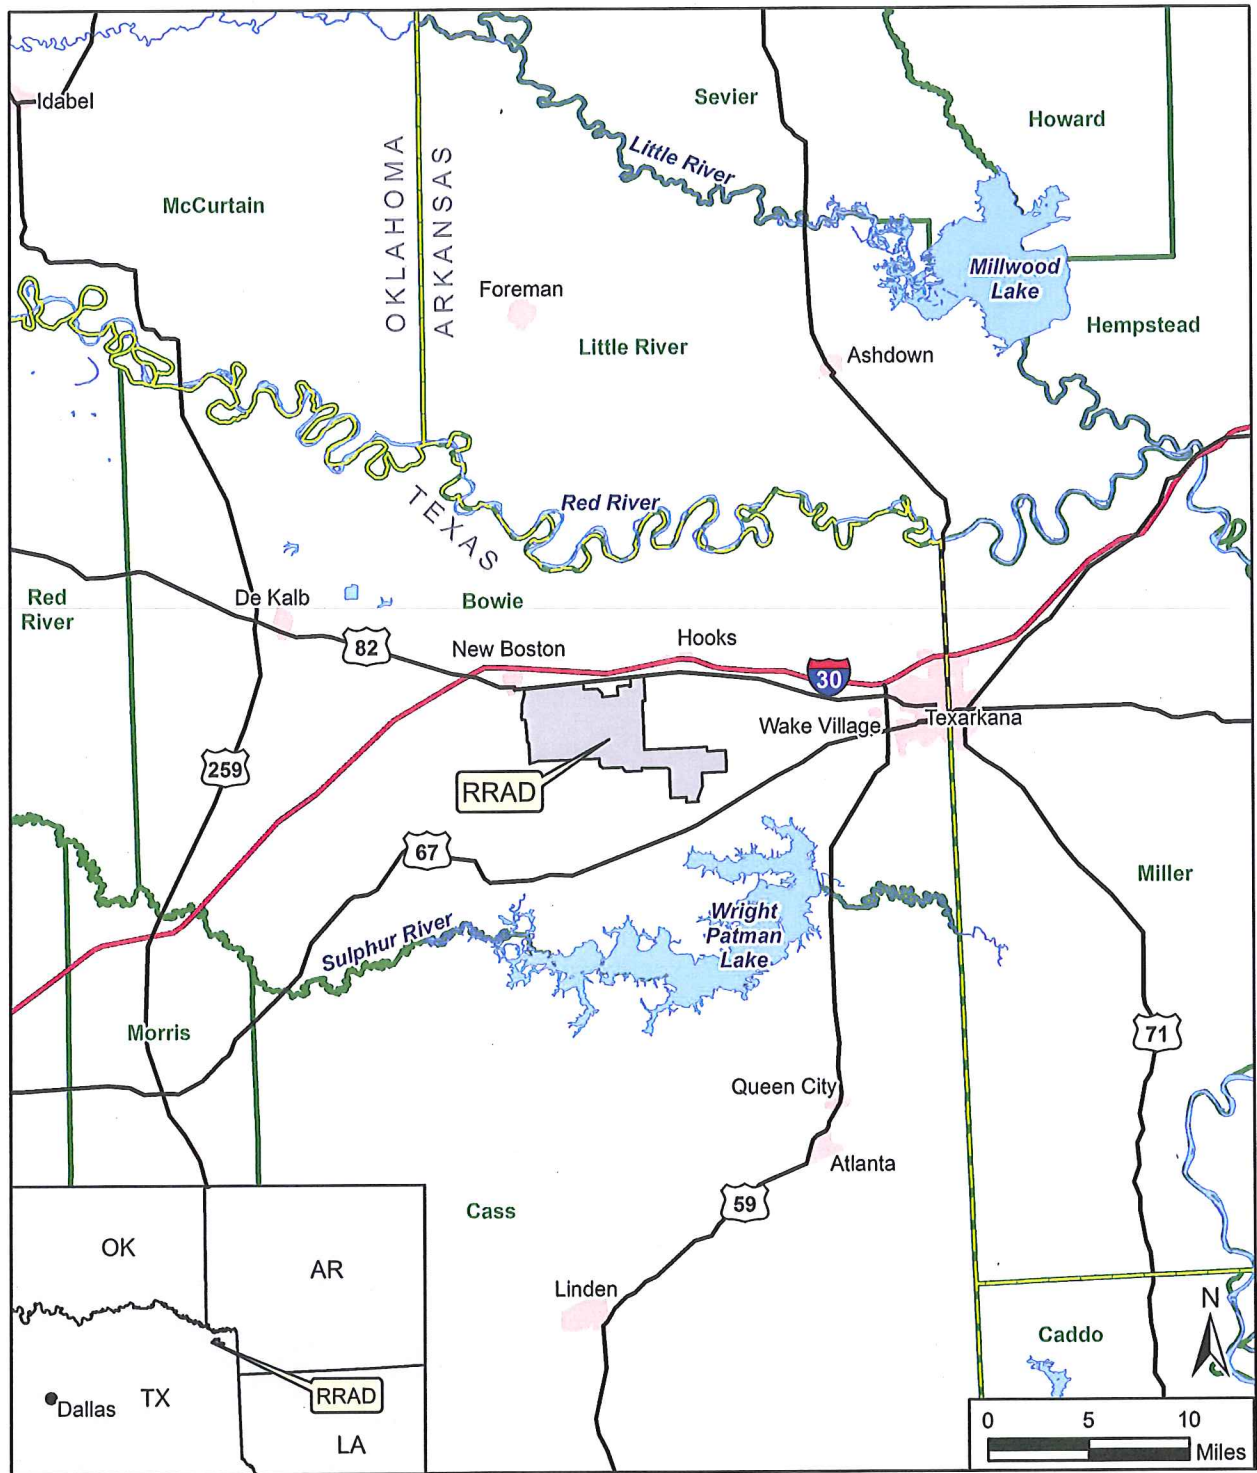 Idabel
Sevier
Howard
OKLAHOMA
ARKANSAS
Little River
McCurtain
Millwood
Lake
Foreman
Hempstead
Little River
Ashdown
TEXAS
Red River
Red
River
De Kalb
Bowie
82
New Boston
Hooks
30
Wake Village
Texarkana
259
RRAD
67
Miller
Sulphur River
Wright
Patman
Lake
Morris
71
Queen City
Atlanta
59
Cass
OK
AR
Linden
N
Caddo
RRAD
Dallas
TX
LA
0 5 10
Miles